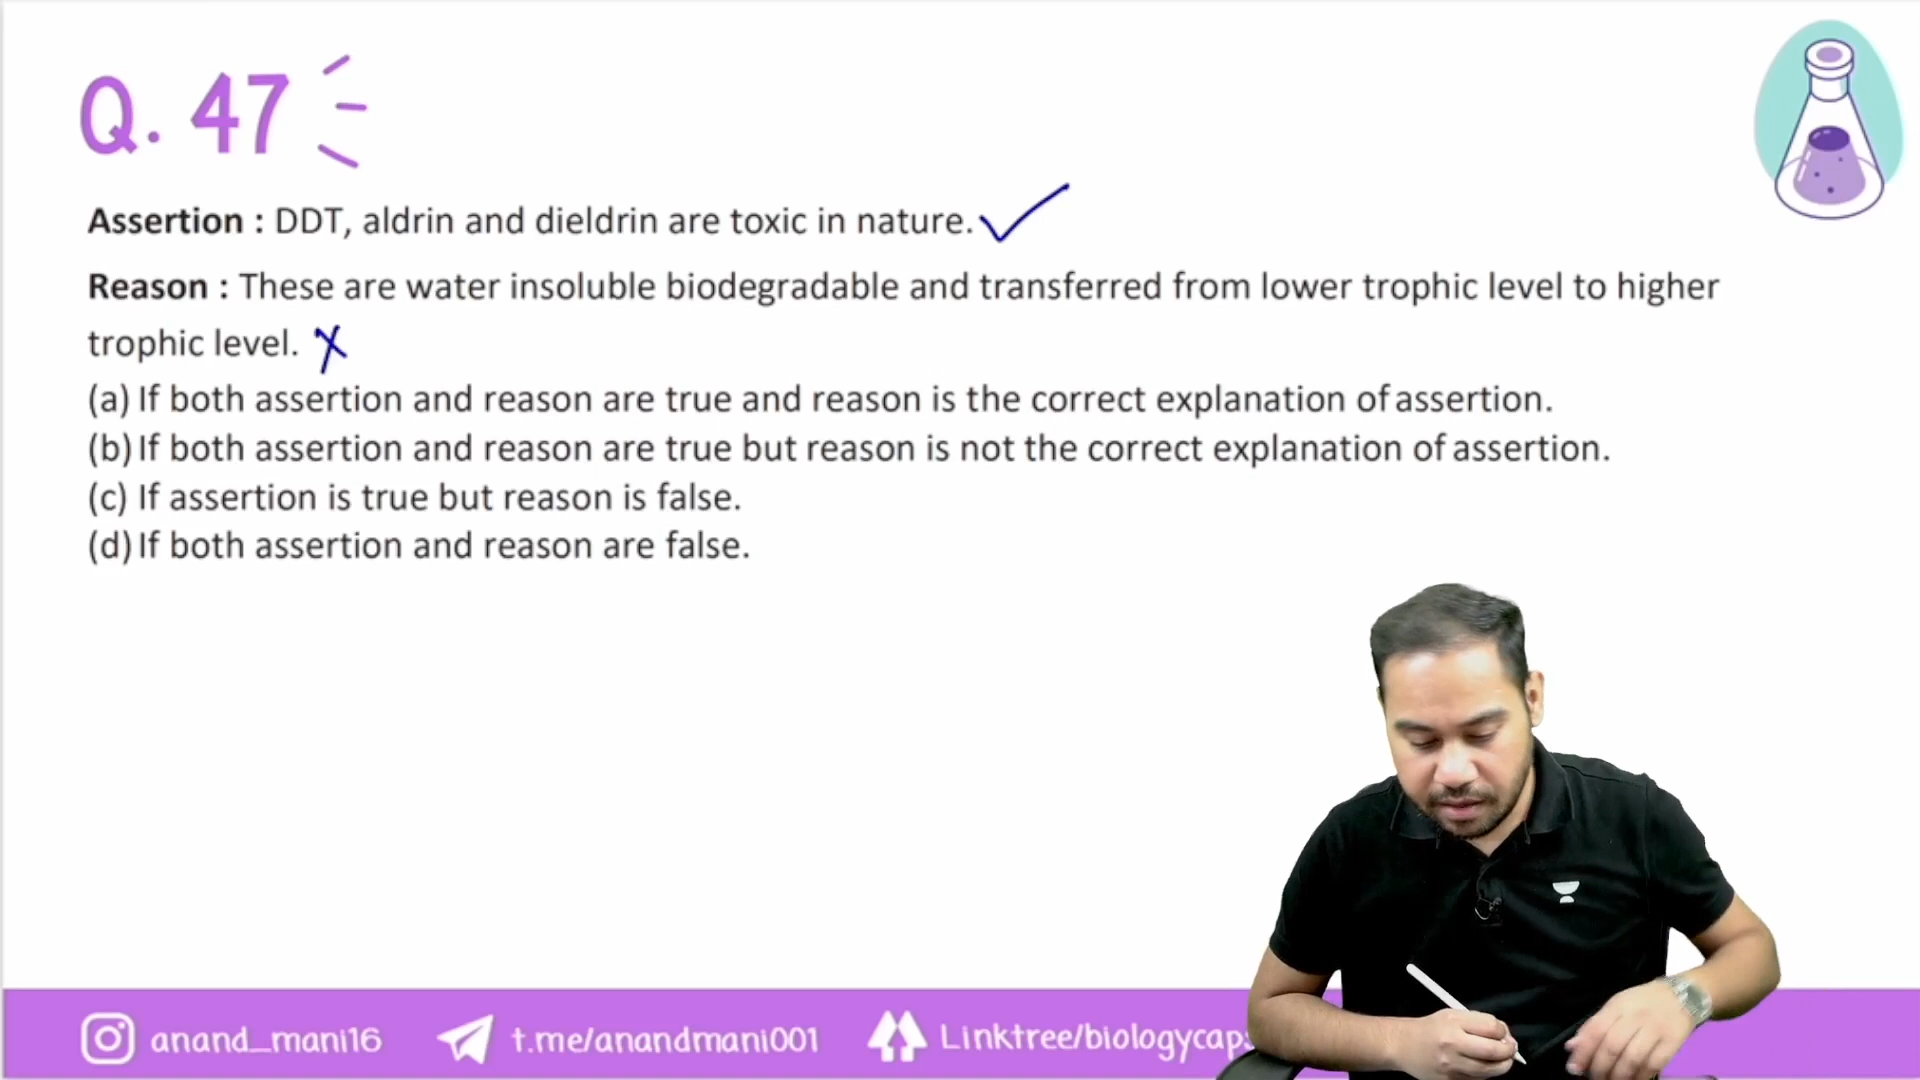 Q. 47
Assertion : DDT, aldrin and dieldrin are toxic in nature.
Reason : These are water insoluble biodegradable and transferred from lower trophic level to higher
trophic level.
(a) If both assertion and reason are true and reason is the correct explanation of assertion.
(b) If both assertion and reason are true but reason is not the correct explanation of assertion.
(c) If assertion is true but reason is false.
(d) If both assertion and reason are false.
anand_mani16 t.me/anandmani001 Linktree/biologycaps